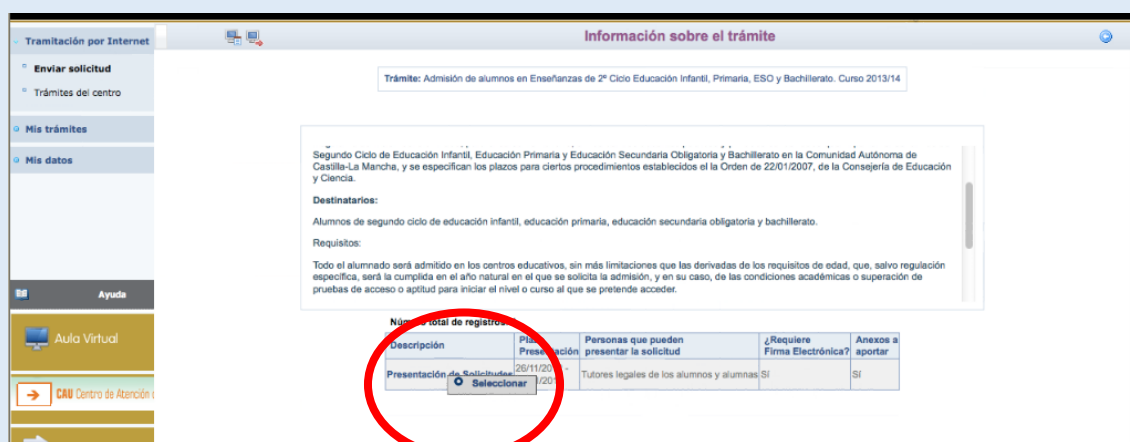 Tramitación por Internet
Información sobre el trámite
Enviar solicitud
Trámites del centro
Mis trámites
Mis datos
Ayuda
Aula Virtual
CAU Centro de Atención
Trámite: Admisión de alumnos en Enseñanzas de 2º Ciclo Educación Infantil, Primaria, ESO y Bachillerato. Curso 2013/14
Segundo Ciclo de Educación Infantil, Educación Primaria y Educación Secundaria Obligatoria y Bachillerato en la Comunidad Autónoma de
Castilla-La Mancha, y se especifican los plazos para ciertos procedimientos establecidos el la Orden de 22/01/2007, de la Consejería de Educación
y Ciencia.
Destinatarios:
Alumnos de segundo ciclo de educación infantil, educación primaria, educación secundaria obligatoria y bachillerato.
Requisitos:
Todo el alumnado será admitido en los centros educativos, sin más limitaciones que las derivadas de los requisitos de edad, que, salvo regulación
específica, será la cumplida en el año natural en el que se solicita la admisión, y en su caso, de las condiciones académicas o superación de
pruebas de acceso o aptitud para iniciar el nivel o curso al que se pretende acceder.
Número total de registros
Descripción
Presentación
Personas que pueden
presentar la solicitud
¿Requiere
Firma Electrónica?
Anexos a
aportar
Presentación de Solicitudes
Seleccionar
Tutores legales de los alumnos y alumnas
Sí
Sí